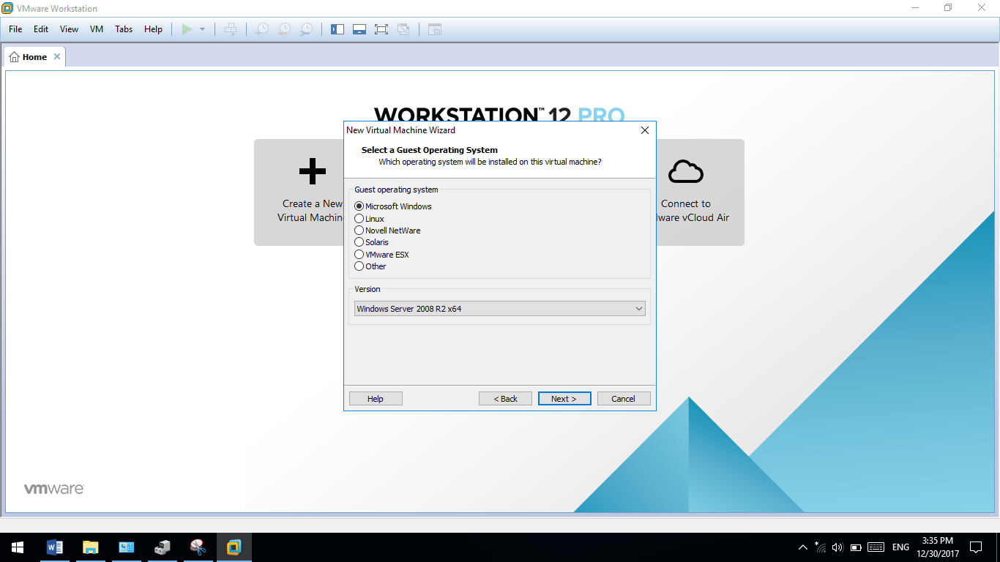 VMware Workstation
File Edit View VM Tabs Help
Home
WORKSTATION™ 12 PRO
New Virtual Machine Wizard
Select a Guest Operating System
Which operating system will be installed on this virtual machine?
Create a New
Virtual Machin
Connect to
ware vCloud Air
Guest operating system
Microsoft Windows
Linux
Novell NetWare
Solaris
VMware ESX
Other
Version
Windows Server 2008 R2 x64
Help
< Back
Next >
Cancel
vmware
ENG
3:35 PM
12/30/2017